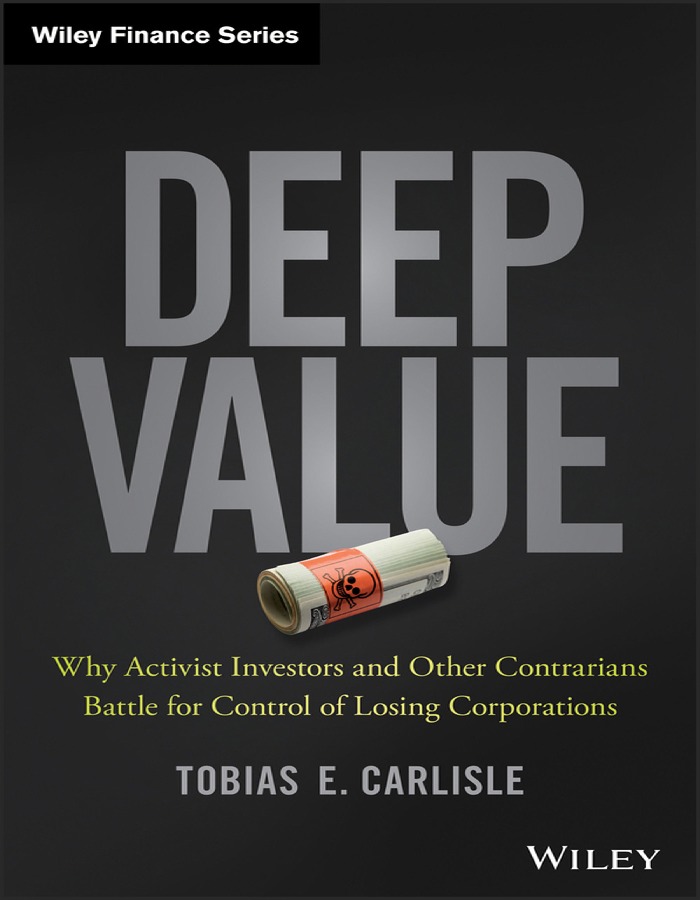 Wiley Finance Series
DEEP
VALUE
Why Activist Investors and Other Contrarians
Battle for Control of Losing Corporations
TOBIAS E. CARLISLE
WILEY